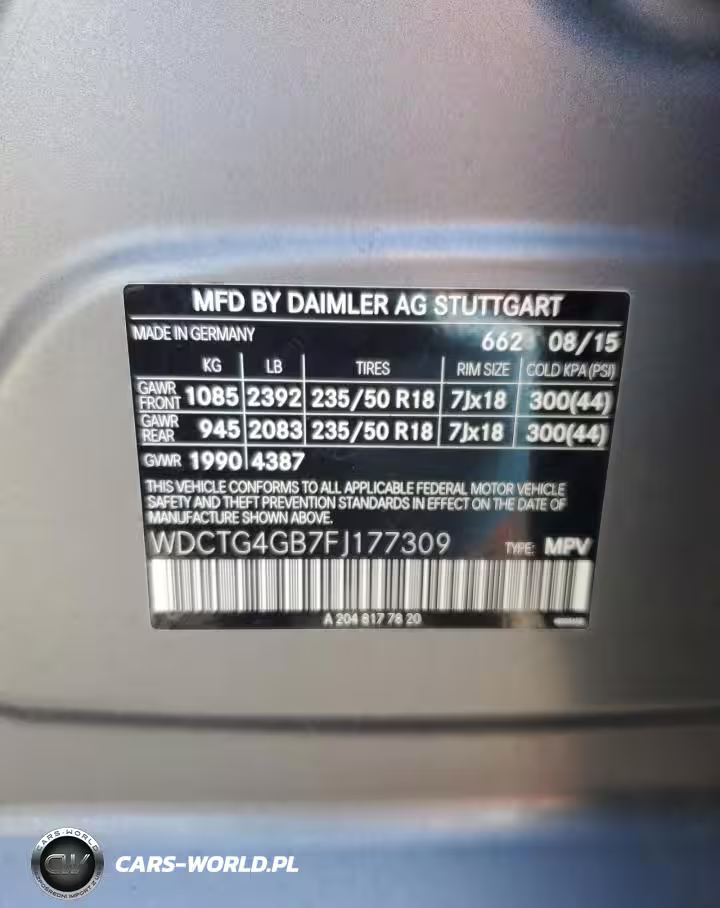 MFD BY DAIMLER AG STUTTGART
MADE IN GERMANY 662 08/15
KG LB TIRES RIM SIZE COLD KPA (PSI)
GAWR FRONT 1085 2392 235/50 R18 7Jx18 300(44)
GAWR REAR 945 2083 235/50 R18 7Jx18 300(44)
GVWR 1990 4387
THIS VEHICLE CONFORMS TO ALL APPLICABLE FEDERAL MOTOR VEHICLE
SAFETY AND THEFT PREVENTION STANDARDS IN EFFECT ON THE DATE OF
MANUFACTURE SHOWN ABOVE.
WDCTG4GB7FJ177309 TYPE: MPV
A 204 817 78 20
CARS-WORLD
CW
CARS-WORLD.PL